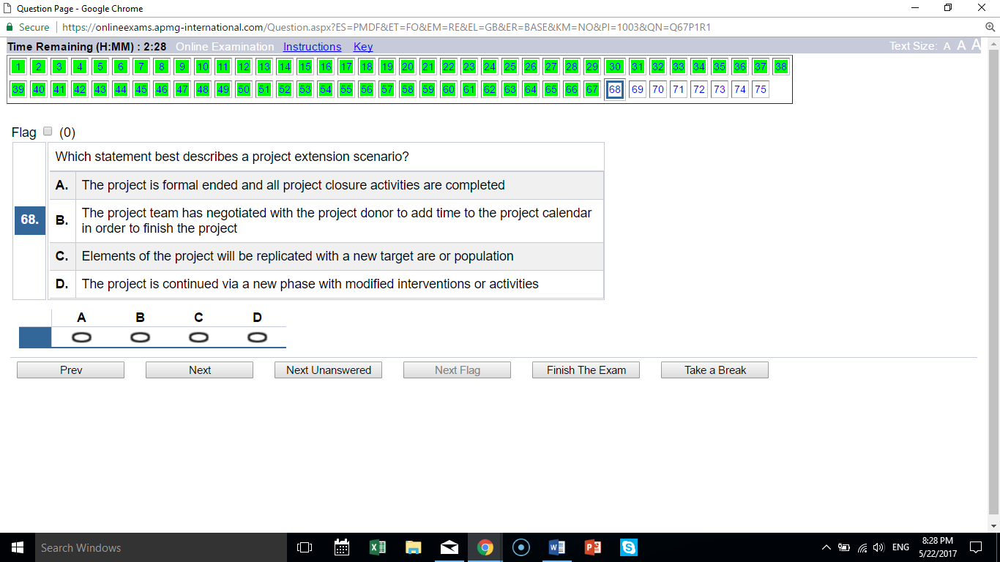 Question Page - Google Chrome
Secure https://onlineexams.apmg-international.com/Question.aspx?ES=PMDF&ET=FO&EM=RE&EL=GB&ER=BASE&KM=NO&PI=1003&QN=Q67P1R1
Time Remaining (H:MM) : 2:28 Online Examination Instructions Key Text Size: A A A
1 2 3 4 5 6 7 8 9 10 11 12 13 14 15 16 17 18 19 20 21 22 23 24 25 26 27 28 29 30 31 32 33 34 35 36 37 38
39 40 41 42 43 44 45 46 47 48 49 50 51 52 53 54 55 56 57 58 59 60 61 62 63 64 65 66 67 68 69 70 71 72 73 74 75
Flag (0)
Which statement best describes a project extension scenario?
A. The project is formal ended and all project closure activities are completed
68. B. The project team has negotiated with the project donor to add time to the project calendar
in order to finish the project
C. Elements of the project will be replicated with a new target are or population
D. The project is continued via a new phase with modified interventions or activities
A B C D
Prev Next Next Unanswered Next Flag Finish The Exam Take a Break
Search Windows ENG 8:28 PM
5/22/2017